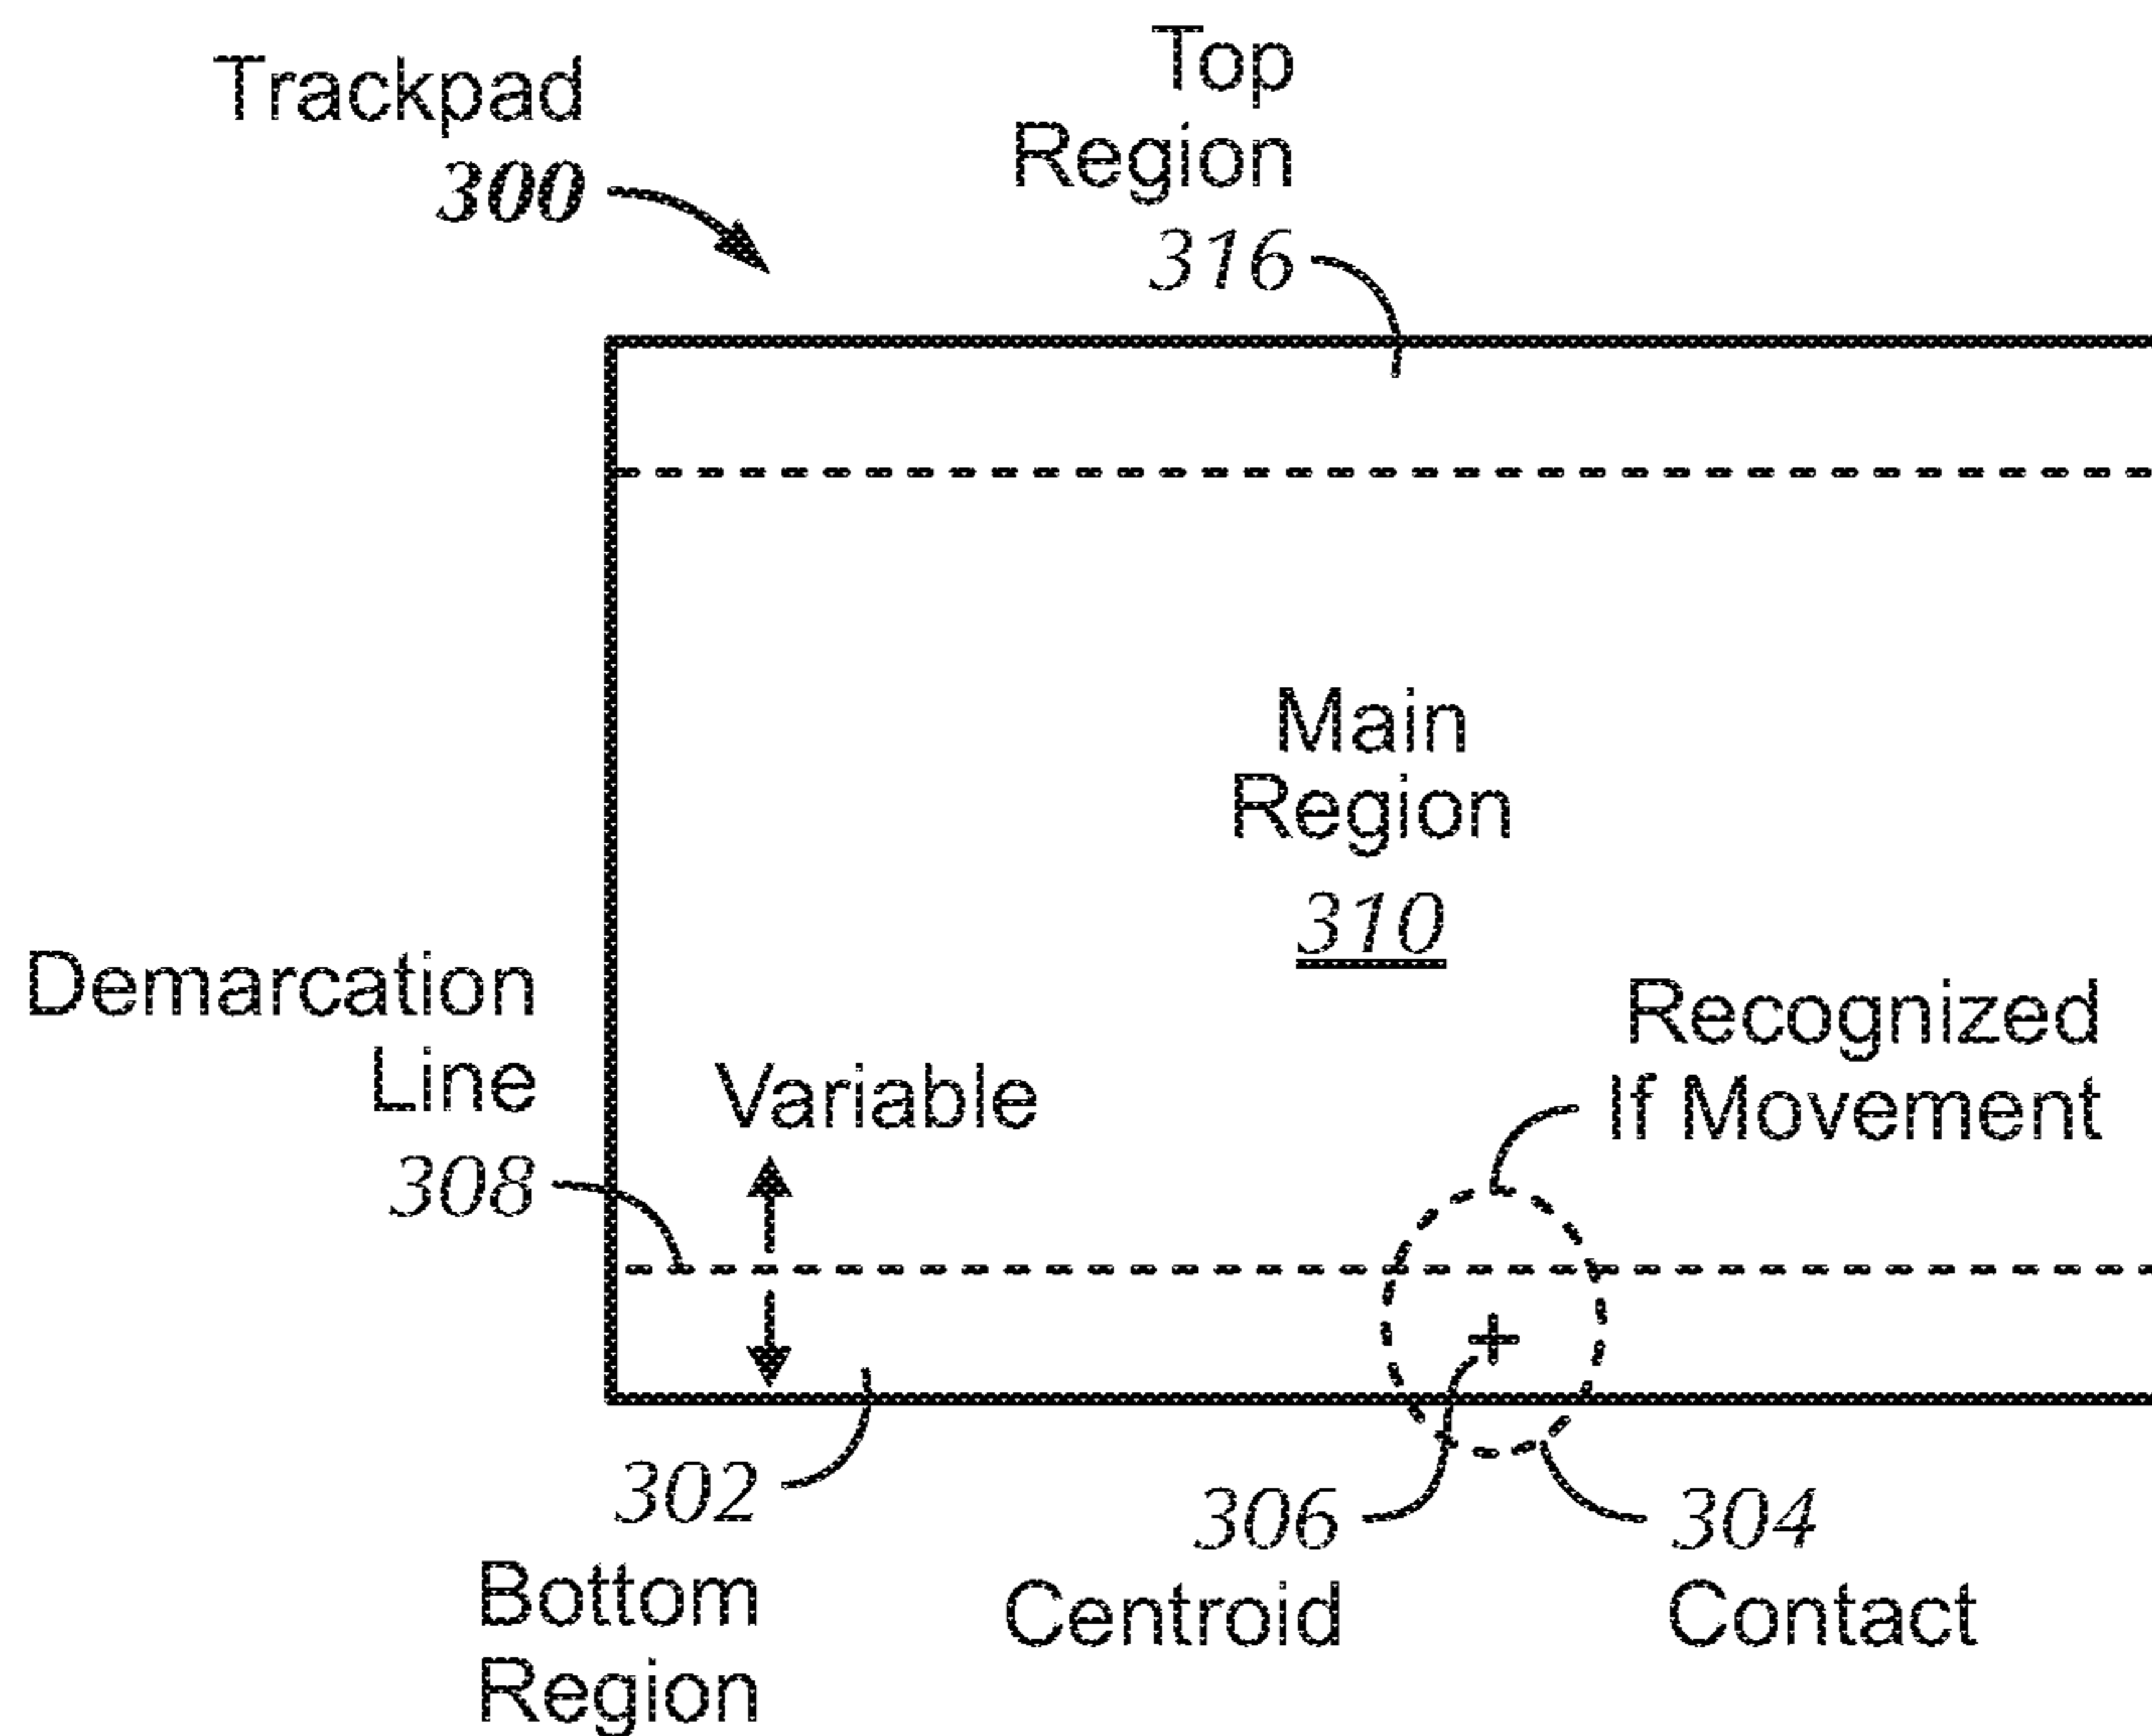 Trackpad
300
Top
Region
316
Main
Region
310
Demarcation
Line
308
Variable
Recognized
If Movement
302
Bottom
Region
306
Centroid
304
Contact